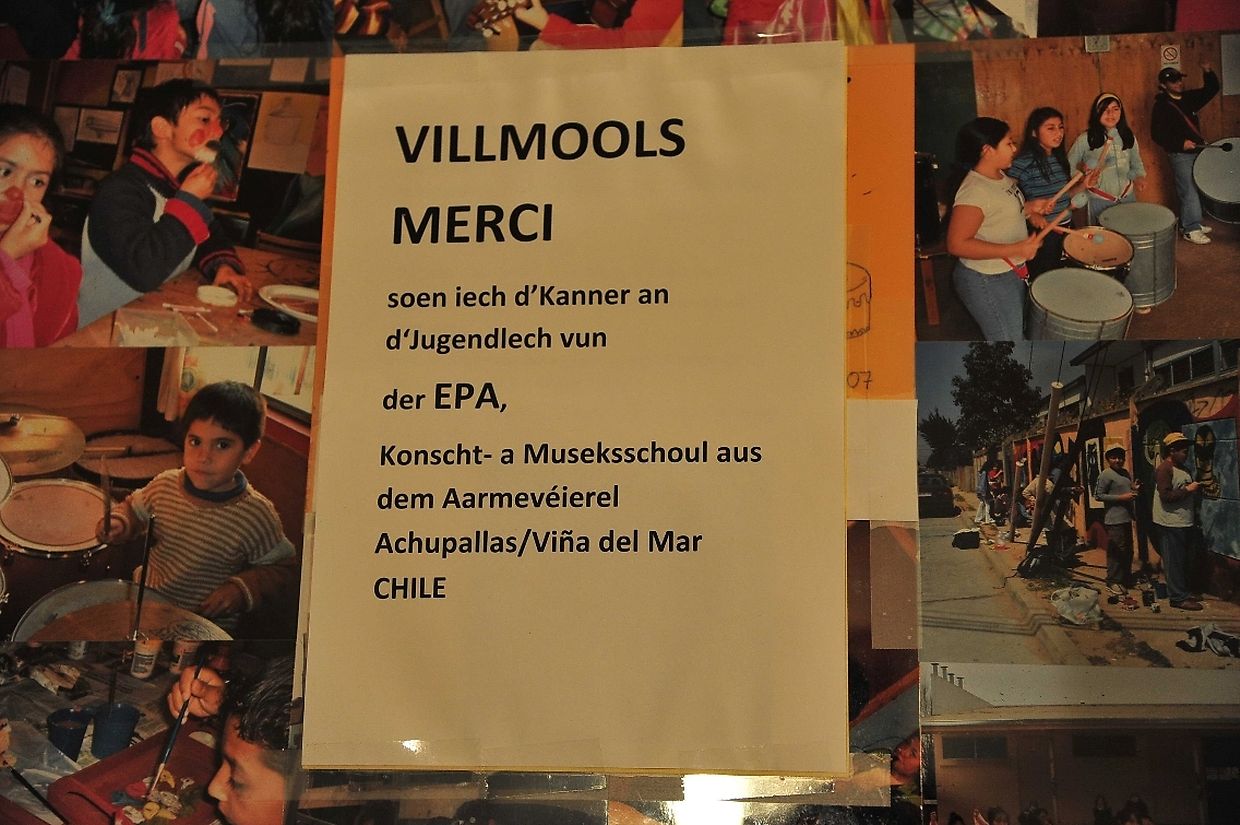 VILLMOOLS
MERCI
soen iech d’Kanner an
d‘Jugendlech vun
der EPA,
Konscht- a Museksschoul aus
dem Aarmevéierel
Achupallas/Viña del Mar
CHILE
07